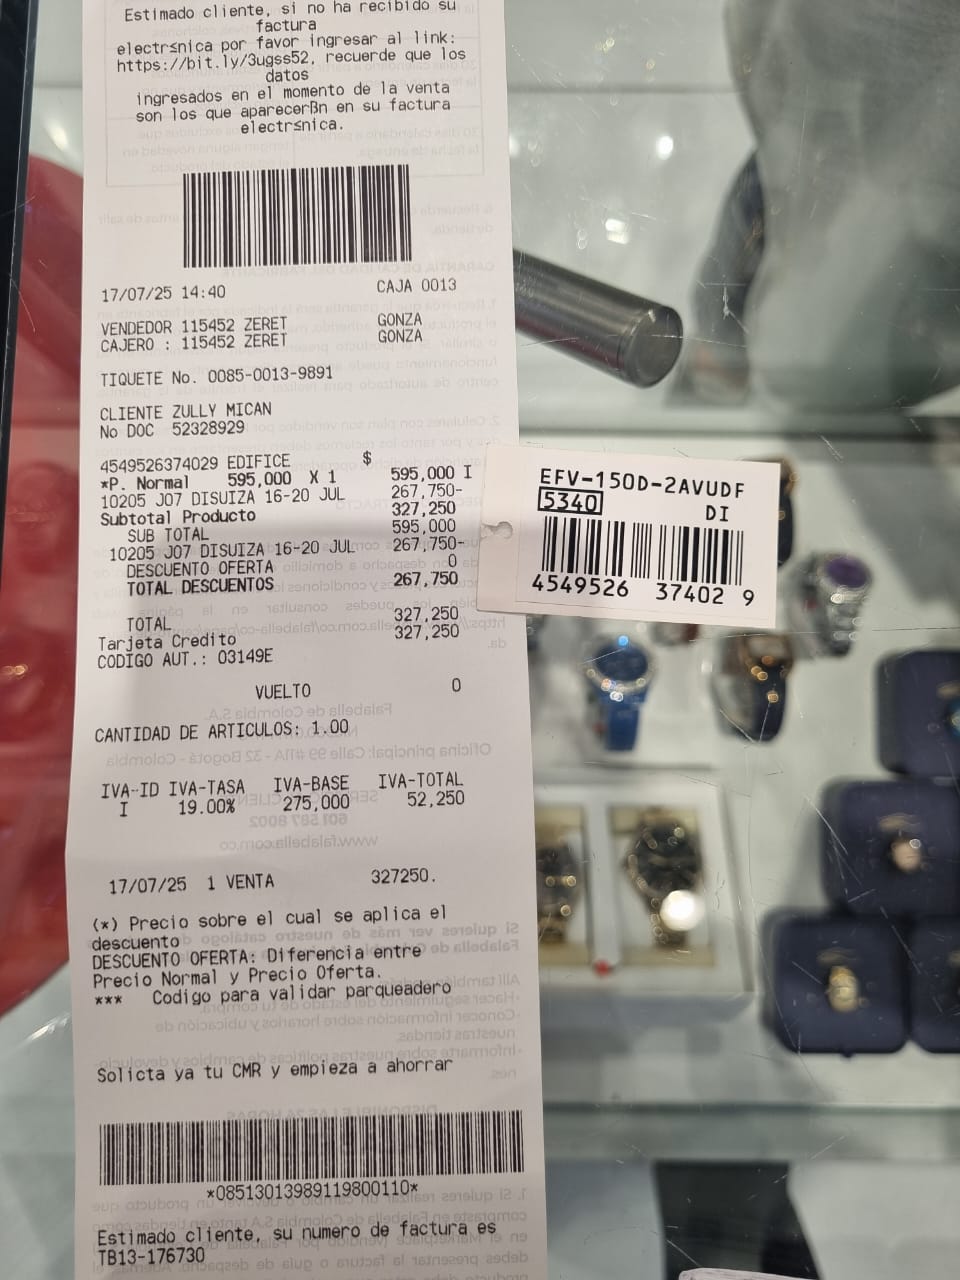 Estimado cliente, si no ha recibido su
factura
electr≤nica por favor ingresar al link:
https://bit.ly/3ugss52, recuerde que los
datos
ingresados en el momento de la venta
son los que aparecerßn en su factura
electr≤nica.
17/07/25 14:40 CAJA 0013
VENDEDOR 115452 ZERET GONZA
CAJERO : 115452 ZERET GONZA
TIQUETE No. 0085-0013-9891
CLIENTE ZULLY MICAN
No DOC 52328929
$
4549526374029 EDIFICE
*P. Normal 595,000 X 1 595,000 I
10205 J07 DISUIZA 16-20 JUL 267,750-
Subtotal Producto 327,250
SUB TOTAL 595,000
10205 J07 DISUIZA 16-20 JUL 267,750-
DESCUENTO OFERTA 0
TOTAL DESCUENTOS 267,750
TOTAL 327,250
Tarjeta Credito 327,250
CODIGO AUT.: 03149E
VUELTO 0
CANTIDAD DE ARTICULOS: 1.00
IVA-ID IVA-TASA IVA-BASE IVA-TOTAL
I 19.00% 275,000 52,250
17/07/25 1 VENTA 327250.
(*) Precio sobre el cual se aplica el
descuento
DESCUENTO OFERTA: Diferencia entre
Precio Normal y Precio Oferta.
*** Codigo para validar parqueadero
Solicta ya tu CMR y empieza a ahorrar
*08513013989119800110*
Estimado cliente, su numero de factura es
TB13-176730
EFV-150D-2AVUDF
5340 DI
4549526 37402 9